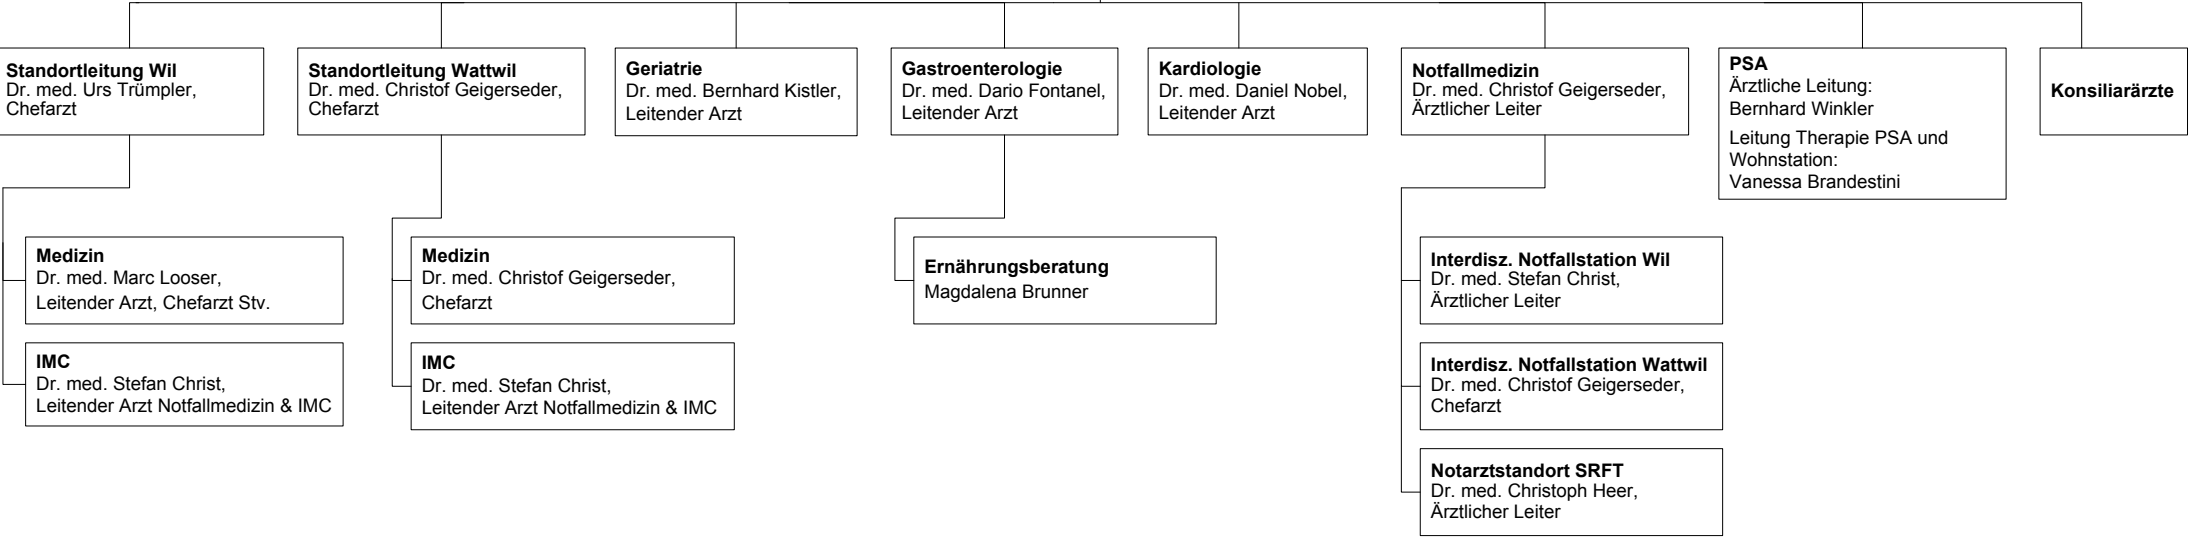 Standortleitung Wil
Dr. med. Urs Trümpler,
Chefarzt
Standortleitung Wattwil
Dr. med. Christof Geigerseder,
Chefarzt
Geriatrie
Dr. med. Bernhard Kistler,
Leitender Arzt
Gastroenterologie
Dr. med. Dario Fontanel,
Leitender Arzt
Kardiologie
Dr. med. Daniel Nobel,
Leitender Arzt
Notfallmedizin
Dr. med. Christof Geigerseder,
Ärztlicher Leiter
PSA
Ärztliche Leitung:
Bernhard Winkler
Leitung Therapie PSA und
Wohnstation:
Vanessa Brandestini
Konsiliarärzte
Medizin
Dr. med. Marc Looser,
Leitender Arzt, Chefarzt Stv.
IMC
Dr. med. Stefan Christ,
Leitender Arzt Notfallmedizin & IMC
Medizin
Dr. med. Christof Geigerseder,
Chefarzt
IMC
Dr. med. Stefan Christ,
Leitender Arzt Notfallmedizin & IMC
Ernährungsberatung
Magdalena Brunner
Interdisz. Notfallstation Wil
Dr. med. Stefan Christ,
Ärztlicher Leiter
Interdisz. Notfallstation Wattwil
Dr. med. Christof Geigerseder,
Chefarzt
Notarztstandort SRFT
Dr. med. Christoph Heer,
Ärztlicher Leiter